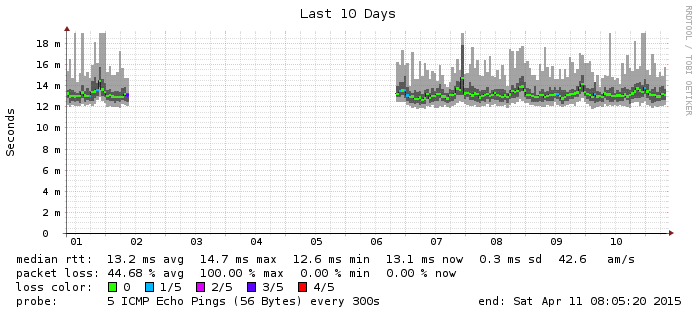 Last 10 Days
RRDTOOL / TOBI OETIKER
Seconds
18 m
16 m
14 m
12 m
10 m
8 m
6 m
4 m
2 m
0
01 02 03 04 05 06 07 08 09 10
median rtt: 13.2 ms avg 14.7 ms max 12.6 ms min 13.1 ms now 0.3 ms sd 42.6 am/s
packet loss: 44.68 % avg 100.00 % max 0.00 % min 0.00 % now
loss color: 0 1/5 2/5 3/5 4/5
probe: 5 ICMP Echo Pings (56 Bytes) every 300s end: Sat Apr 11 08:05:20 2015